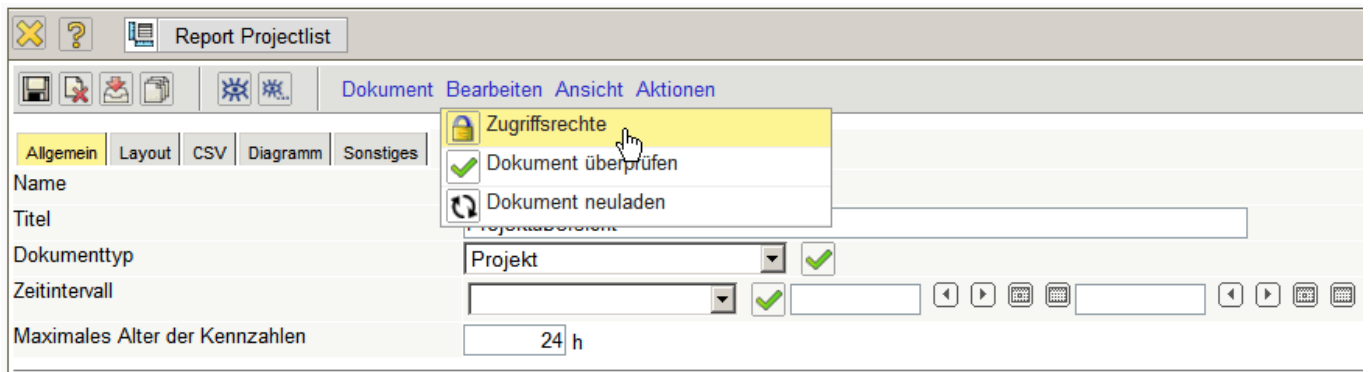 Report Projectlist
Dokument Bearbeiten Ansicht Aktionen
Zugriffsrechte
Dokument überprüfen
Dokument neuladen
Allgemein Layout CSV Diagramm Sonstiges
Name
Titel
Projektübersicht
Dokumenttyp
Projekt
Zeitintervall
Maximales Alter der Kennzahlen
24 h